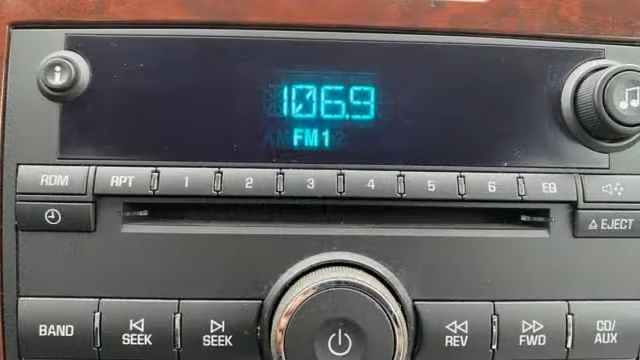 i
106.9
FM1
RDM RPT 1 2 3 4 5 6 EQ
EJECT
BAND SEEK SEEK REV FWD CD/
AUX